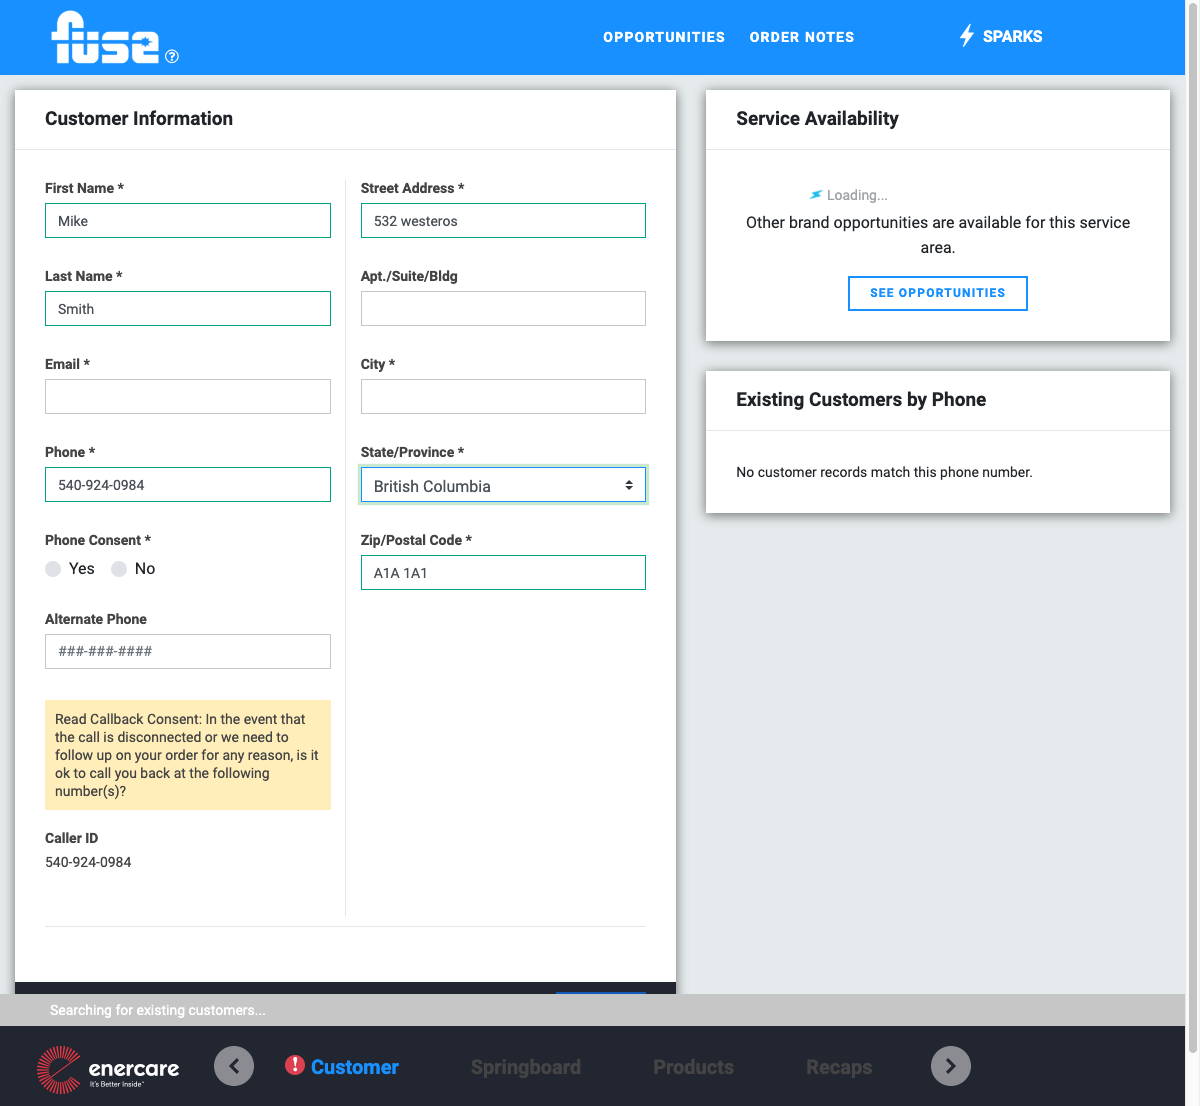 fuse
?
OPPORTUNITIES
ORDER NOTES
SPARKS
Customer Information
First Name *
Mike
Last Name *
Smith
Email *
Phone *
540-924-0984
Phone Consent *
Yes
No
Alternate Phone
###-###-####
Read Callback Consent: In the event that
the call is disconnected or we need to
follow up on your order for any reason, is it
ok to call you back at the following
number(s)?
Caller ID
540-924-0984
Street Address *
532 westeros
Apt./Suite/Bldg
City *
State/Province *
British Columbia
Zip/Postal Code *
A1A 1A1
Service Availability
Loading...
Other brand opportunities are available for this service
area.
SEE OPPORTUNITIES
Existing Customers by Phone
No customer records match this phone number.
Searching for existing customers...
enercare
It's Better Inside™
Customer
Springboard
Products
Recaps